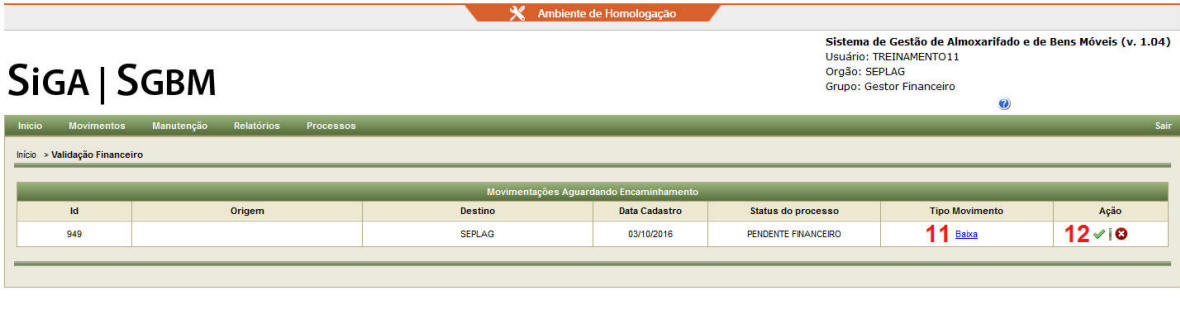 Ambiente de Homologação
Sistema de Gestão de Almoxarifado e de Bens Móveis (v. 1.04)
Usuário: TREINAMENTO11
Orgão: SEPLAG
Grupo: Gestor Financeiro
SIGA | SGBM
Inicio Movimentos Manutenção Relatórios Processos Sair
Início > Validação Financeiro
Movimentações Aguardando Encaminhamento
Id Origem Destino Data Cadastro Status do processo Tipo Movimento Ação
949 SEPLAG 03/10/2016 PENDENTE FINANCEIRO 11 Baixa 12